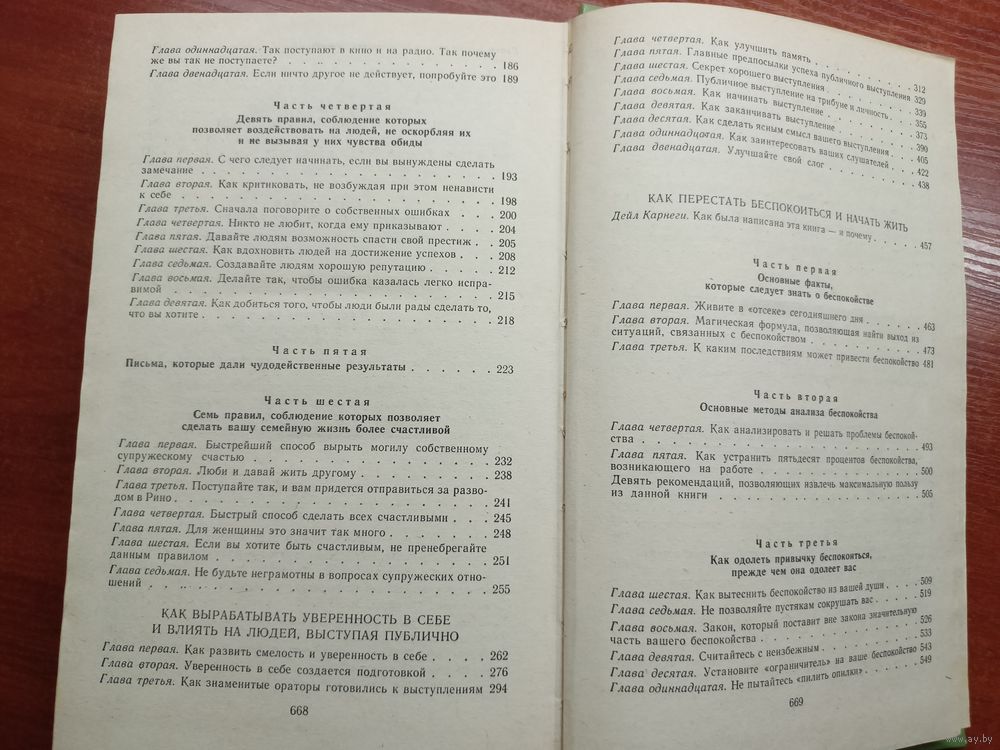 Глава одиннадцатая. Так поступают в кино и на радио. Так почему
же вы так не поступаете? . . . . . . . . . . . . . 186
Глава двенадцатая. Если ничто другое не действует, попробуйте это 189
Часть четвертая
Девять правил, соблюдение которых
позволяет воздействовать на людей, не оскорбляя их
и не вызывая у них чувства обиды
Глава первая. С чего следует начинать, если вы вынуждены сделать
замечание . . . . . . . . . . . . . . . . . . 193
Глава вторая. Как критиковать, не возбуждая при этом ненависти
к себе . . . . . . . . . . . . . . . . . . . 198
Глава третья. Сначала поговорите о собственных ошибках . . . 200
Глава четвертая. Никто не любит, когда ему приказывают . . . 204
Глава пятая. Давайте людям возможность спасти свой престиж . . 205
Глава шестая. Как вдохновить людей на достижение успехов . . 208
Глава седьмая. Создавайте людям хорошую репутацию . . . . 212
Глава восьмая. Делайте так, чтобы ошибка казалась легко испра-
вимой . . . . . . . . . . . . . . . . . . . 215
Глава девятая. Как добиться того, чтобы люди были рады сделать то,
что вы хотите . . . . . . . . . . . . . . . . . 218
Часть пятая
Письма, которые дали чудодейственные результаты . . . . . . 223
Часть шестая
Семь правил, соблюдение которых позволяет
сделать вашу семейную жизнь более счастливой
Глава первая. Быстрейший способ вырыть могилу собственному
супружескому счастью . . . . . . . . . . . . . . 232
Глава вторая. Люби и давай жить другому . . . . . . . . 238
Глава третья. Поступайте так, и вам придется отправиться за разво-
дом в Рино . . . . . . . . . . . . . . . . . . 241
Глава четвертая. Быстрый способ сделать всех счастливыми . . . 245
Глава пятая. Для женщины это значит так много . . . . . . 248
Глава шестая. Если вы хотите быть счастливым, не пренебрегайте
данным правилом . . . . . . . . . . . . . . . . 251
Глава седьмая. Не будьте неграмотны в вопросах супружеских отно-
шений . . . . . . . . . . . . . . . . . . . 255
КАК ВЫРАБАТЫВАТЬ УВЕРЕННОСТЬ В СЕБЕ
И ВЛИЯТЬ НА ЛЮДЕЙ, ВЫСТУПАЯ ПУБЛИЧНО
Глава первая. Как развить смелость и уверенность в себе . . . . 262
Глава вторая. Уверенность в себе создается подготовкой . . . . 276
Глава третья. Как знаменитые ораторы готовились к выступлениям 294
668
Глава четвертая. Как улучшить память . . . . . . . . . 312
Глава пятая. Главные предпосылки успеха публичного выступления 329
Глава шестая. Секрет хорошего выступления . . . . . . . 339
Глава седьмая. Публичное выступление на трибуне и личность . . 355
Глава восьмая. Как начинать выступление . . . . . . . . 373
Глава девятая. Как заканчивать выступление . . . . . . . 390
Глава десятая. Как сделать ясным смысл вашего выступления . . 405
Глава одиннадцатая. Как заинтересовать ваших слушателей . . . 422
Глава двенадцатая. Улучшайте свой слог . . . . . . . . 438
КАК ПЕРЕСТАТЬ БЕСПОКОИТЬСЯ И НАЧАТЬ ЖИТЬ
Дейл Карнеги. Как была написана эта книга — и почему . . . . 457
Часть первая
Основные факты,
которые следует знать о беспокойстве
Глава первая. Живите в «отсеке» сегодняшнего дня . . . . . . 463
Глава вторая. Магическая формула, позволяющая найти выход из
ситуаций, связанных с беспокойством . . . . . . . . . . 473
Глава третья. К каким последствиям может привести беспокойство 481
Часть вторая
Основные методы анализа беспокойства
Глава четвертая. Как анализировать и решать проблемы беспокой-
ства . . . . . . . . . . . . . . . . . . . . 493
Глава пятая. Как устранить пятьдесят процентов беспокойства,
возникающего на работе . . . . . . . . . . . . . . 500
Девять рекомендаций, позволяющих извлечь максимальную пользу
из данной книги . . . . . . . . . . . . . . . . 505
Часть третья
Как одолеть привычку беспокоиться,
прежде чем она одолеет вас
Глава шестая. Как вытеснить беспокойство из вашей души . . . . 509
Глава седьмая. Не позволяйте пустякам сокрушать вас . . . . . 519
Глава восьмая. Закон, который поставит вне закона значительную
часть вашего беспокойства . . . . . . . . . . . . . 526
Глава девятая. Считайтесь с неизбежным . . . . . . . . . 533
Глава десятая. Установите «ограничитель» на ваше беспокойство 543
Глава одиннадцатая. Не пытайтесь «пилить опилки» . . . . . . 549
669
www.ay.by